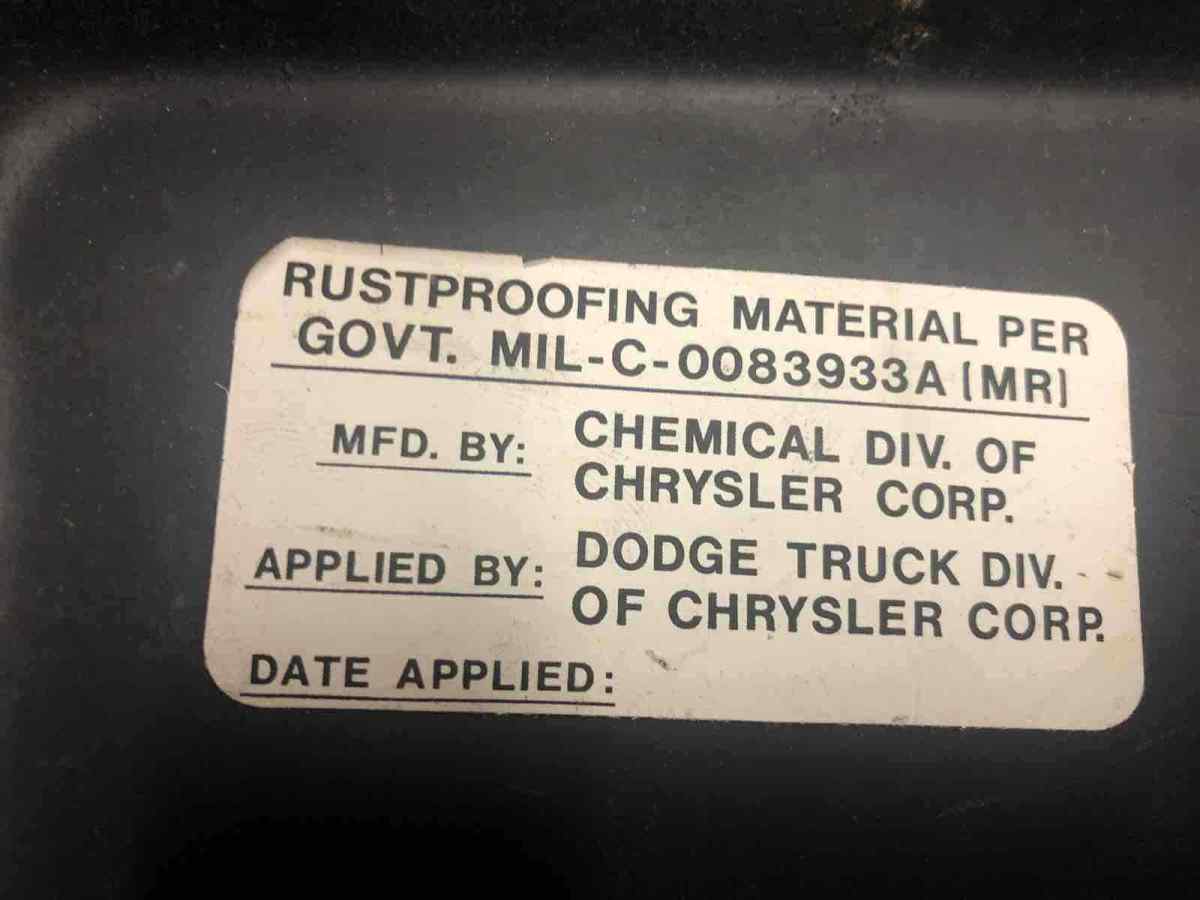 RUSTPROOFING MATERIAL PER
GOVT. MIL-C-0083933A (MR)
MFD. BY: CHEMICAL DIV. OF
CHRYSLER CORP.
APPLIED BY: DODGE TRUCK DIV.
OF CHRYSLER CORP.
DATE APPLIED: